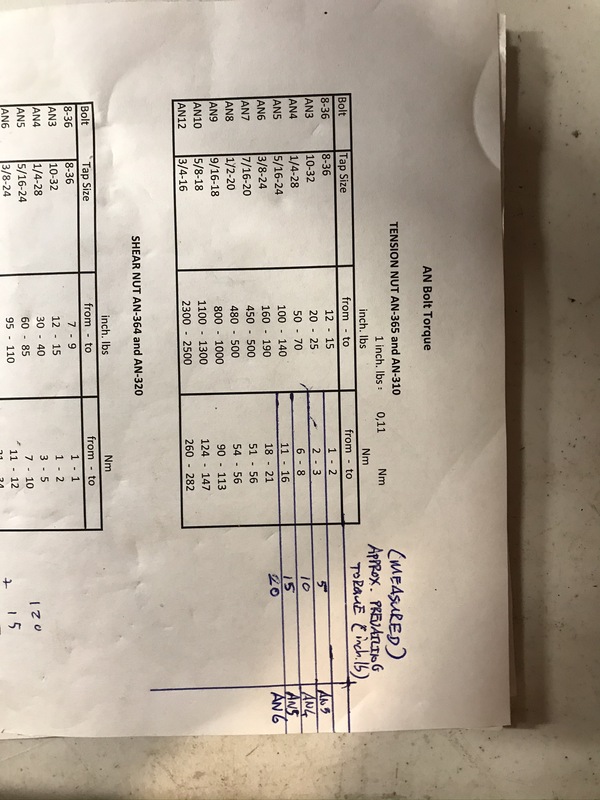 AN Bolt Torque
TENSION NUT AN-365 and AN-310
1 inch. lbs = 0,11 Nm
inch. lbs Nm
Bolt Tap Size from - to from - to
8-36 8-36 12 - 15 1 - 2
AN3 10-32 20 - 25 2 - 3
AN4 1/4-28 50 - 70 6 - 8
AN5 5/16-24 100 - 140 11 - 16
AN6 3/8-24 160 - 190 18 - 21
AN7 7/16-20 450 - 500 51 - 56
AN8 1/2-20 480 - 500 54 - 56
AN9 9/16-18 800 - 1000 90 - 113
AN10 5/8-18 1100 - 1300 124 - 147
AN12 3/4-16 2300 - 2500 260 - 282
(MEASURED)
APPROX. PREVAILING
TORQUE (inch.lb)
5 AN3
10 AN4
15 AN5
20 AN6
SHEAR NUT AN-364 and AN-320
inch. lbs Nm
Bolt Tap Size from - to from - to
8-36 8-36 7 - 9 1 - 1
AN3 10-32 12 - 15 1 - 2
AN4 1/4-28 30 - 40 3 - 5
AN5 5/16-24 60 - 85 7 - 10
AN6 3/8-24 95 - 110 11 - 12
120
+ 15